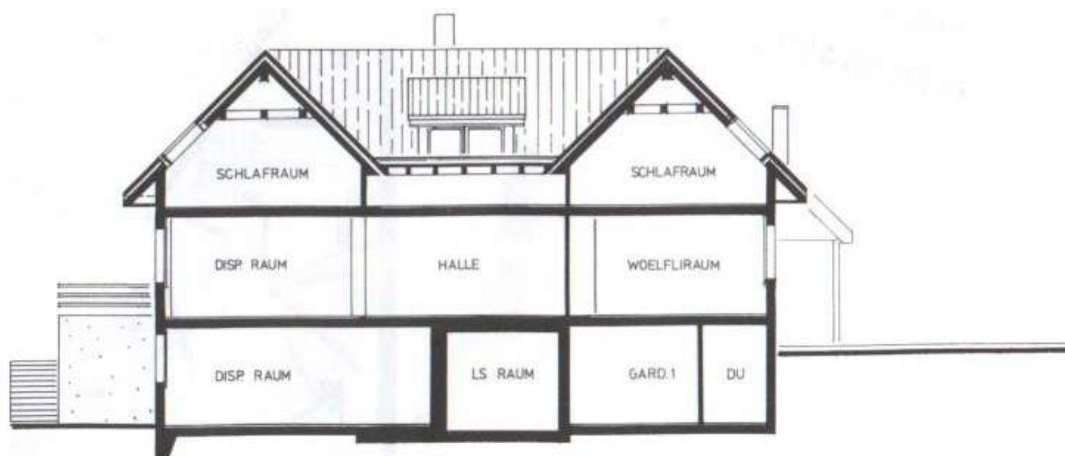 SCHLAFRAUM
SCHLAFRAUM
DISP. RAUM
HALLE
WOELFLIRAUM
DISP. RAUM
LS RAUM
GARD.1
DU